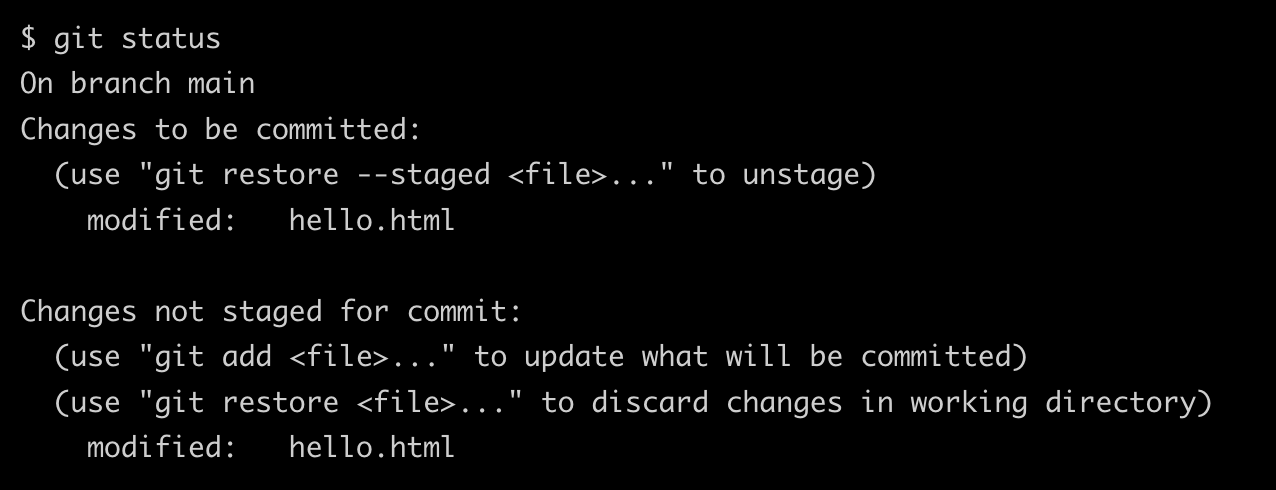 $ git status
On branch main
Changes to be committed:
  (use "git restore --staged <file>..." to unstage)
    modified:   hello.html

Changes not staged for commit:
  (use "git add <file>..." to update what will be committed)
  (use "git restore <file>..." to discard changes in working directory)
    modified:   hello.html